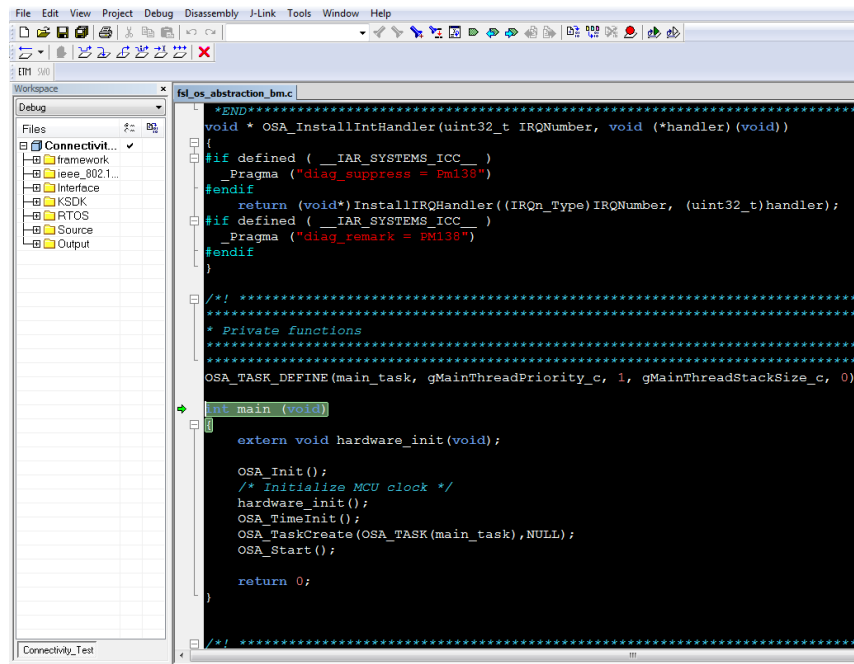 File Edit View Project Debug Disassembly J-Link Tools Window Help
ETM SWO
Workspace ×
fsl_os_abstraction_bm.c
Debug
Files
Connectivit...
framework
ieee_802.1...
Interface
KSDK
RTOS
Source
Output
Connectivity_Test
*END**************************************************************************
void * OSA_InstallIntHandler(uint32_t IRQNumber, void (*handler)(void))
{
#if defined ( __IAR_SYSTEMS_ICC__ )
_Pragma ("diag_suppress = Pm138")
#endif
return (void*)InstallIRQHandler((IRQn_Type)IRQNumber, (uint32_t)handler);
#if defined ( __IAR_SYSTEMS_ICC__ )
_Pragma ("diag_remark = PM138")
#endif
}
/*! **************************************************************************
******************************************************************************
* Private functions
******************************************************************************
******************************************************************************
OSA_TASK_DEFINE(main_task, gMainThreadPriority_c, 1, gMainThreadStackSize_c, 0)
int main (void)
{
extern void hardware_init(void);
OSA_Init();
/* Initialize MCU clock */
hardware_init();
OSA_TimeInit();
OSA_TaskCreate(OSA_TASK(main_task),NULL);
OSA_Start();
return 0;
}
/*! **************************************************************************